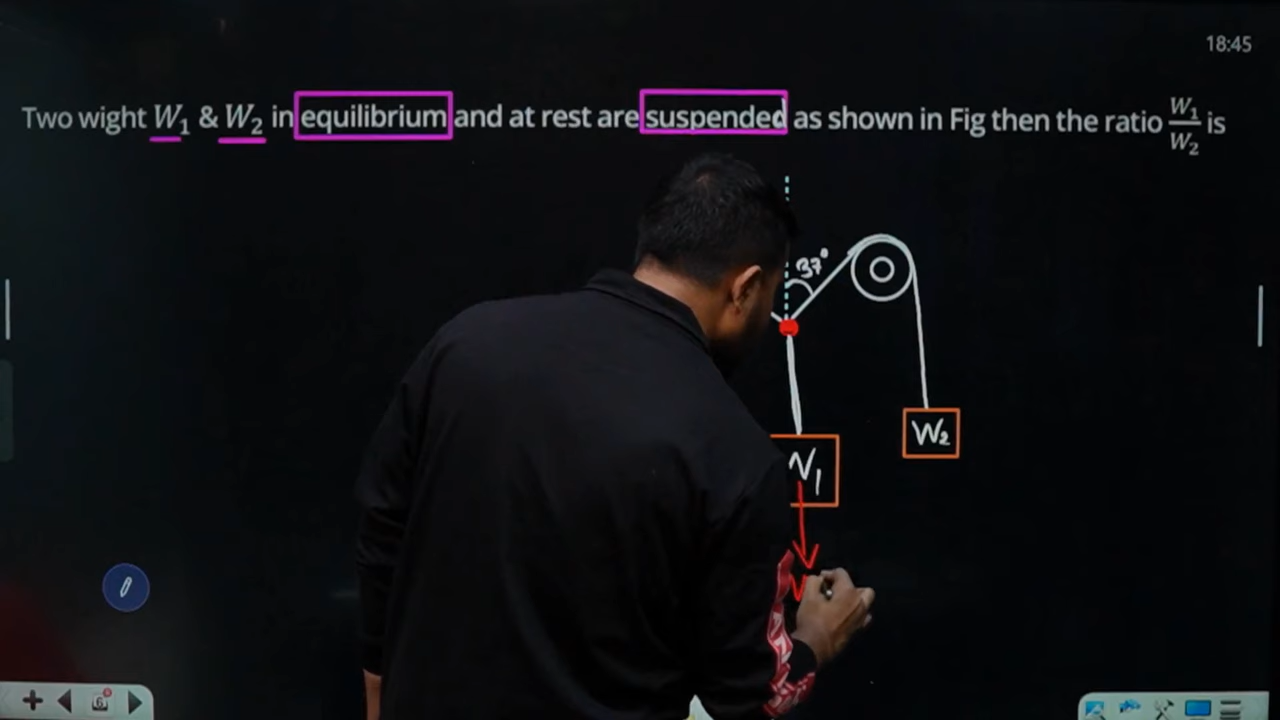 18:45
Two wight W₁ & W₂ in equilibrium and at rest are suspended as shown in Fig then the ratio W₁/W₂ is
37°
W₂